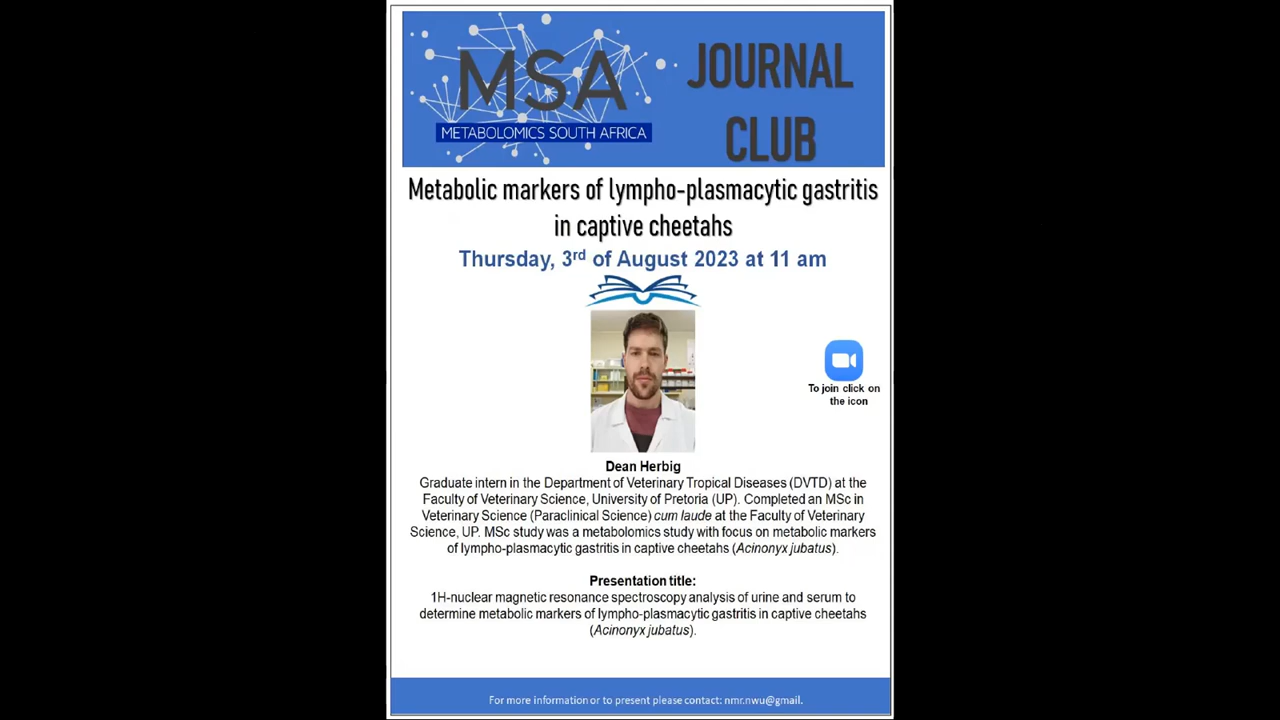 MSA
METABOLOMICS SOUTH AFRICA
JOURNAL
CLUB
Metabolic markers of lympho-plasmacytic gastritis
in captive cheetahs
Thursday, 3rd of August 2023 at 11 am
To join click on
the icon
Dean Herbig
Graduate intern in the Department of Veterinary Tropical Diseases (DVTD) at the
Faculty of Veterinary Science, University of Pretoria (UP). Completed an MSc in
Veterinary Science (Paraclinical Science) cum laude at the Faculty of Veterinary
Science, UP. MSc study was a metabolomics study with focus on metabolic markers
of lympho-plasmacytic gastritis in captive cheetahs (Acinonyx jubatus).
Presentation title:
1H-nuclear magnetic resonance spectroscopy analysis of urine and serum to
determine metabolic markers of lympho-plasmacytic gastritis in captive cheetahs
(Acinonyx jubatus).
For more information or to present please contact: nmr.nwu@gmail.